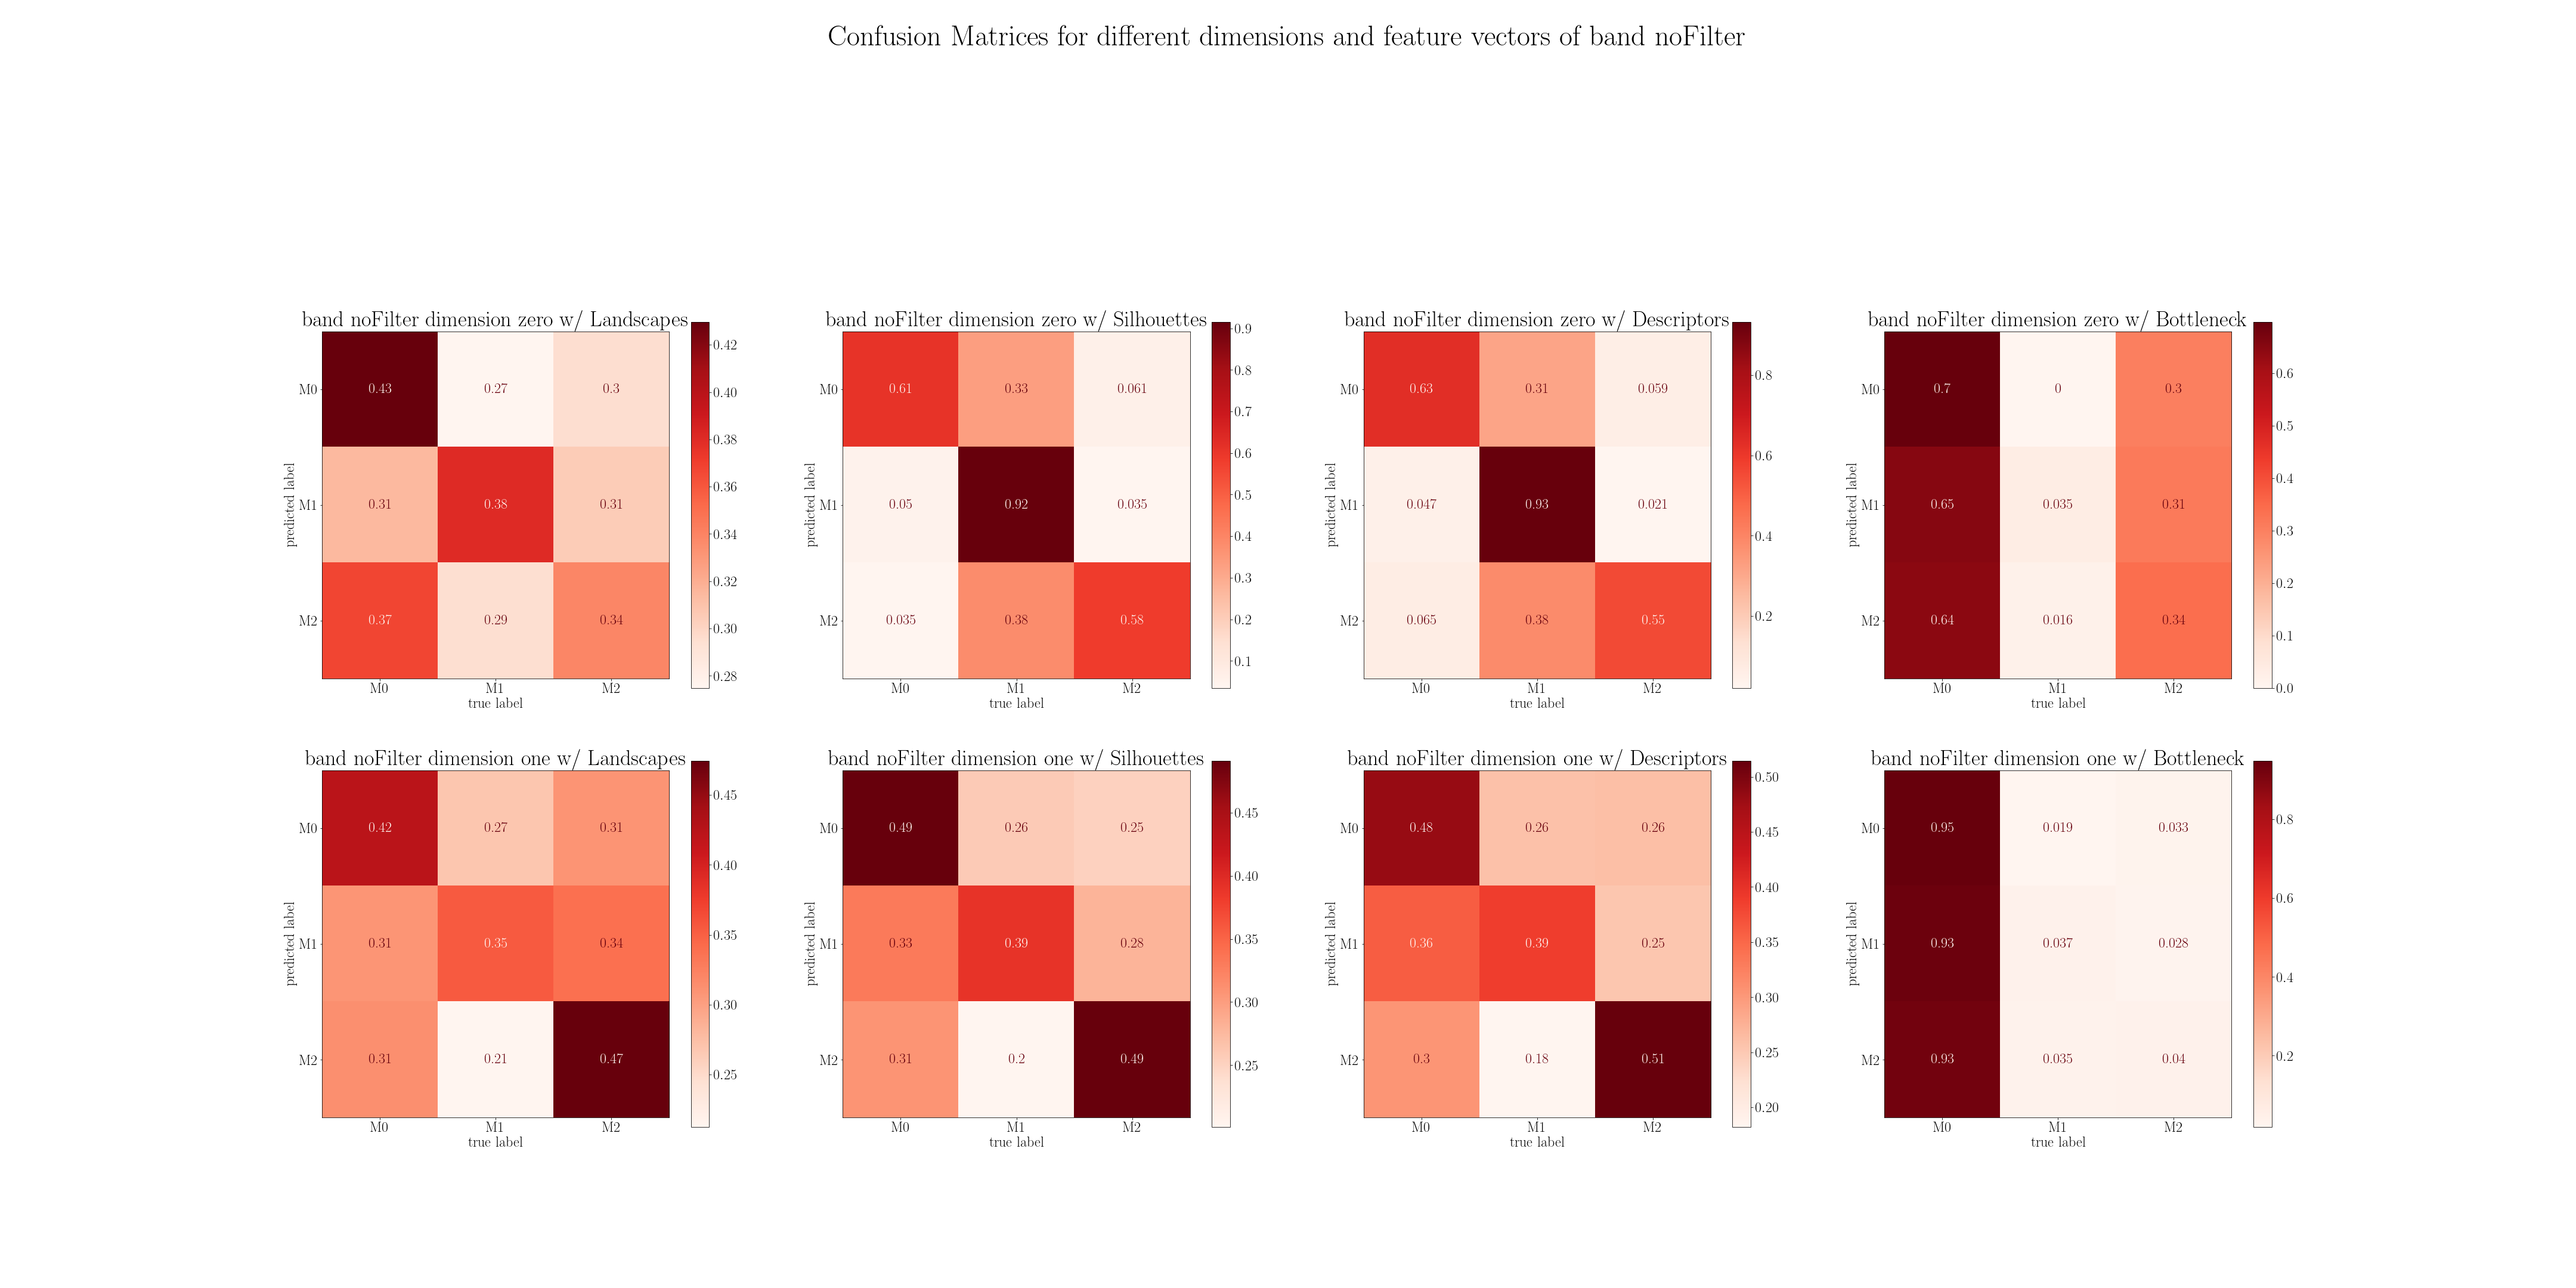 Confusion Matrices for different dimensions and feature vectors of band noFilter
band noFilter dimension zero w/ Landscapes
predicted label
M0 0.43 0.27 0.3
M1 0.31 0.38 0.31
M2 0.37 0.29 0.34
M0 M1 M2
true label
0.42
0.40
0.38
0.36
0.34
0.32
0.30
0.28
band noFilter dimension zero w/ Silhouettes
predicted label
M0 0.61 0.33 0.061
M1 0.05 0.92 0.035
M2 0.035 0.38 0.58
M0 M1 M2
true label
0.9
0.8
0.7
0.6
0.5
0.4
0.3
0.2
0.1
band noFilter dimension zero w/ Descriptors
predicted label
M0 0.63 0.31 0.059
M1 0.047 0.93 0.021
M2 0.065 0.38 0.55
M0 M1 M2
true label
0.8
0.6
0.4
0.2
band noFilter dimension zero w/ Bottleneck
predicted label
M0 0.7 0 0.3
M1 0.65 0.035 0.31
M2 0.64 0.016 0.34
M0 M1 M2
true label
0.6
0.5
0.4
0.3
0.2
0.1
0.0
band noFilter dimension one w/ Landscapes
predicted label
M0 0.42 0.27 0.31
M1 0.31 0.35 0.34
M2 0.31 0.21 0.47
M0 M1 M2
true label
0.45
0.40
0.35
0.30
0.25
band noFilter dimension one w/ Silhouettes
predicted label
M0 0.49 0.26 0.25
M1 0.33 0.39 0.28
M2 0.31 0.2 0.49
M0 M1 M2
true label
0.45
0.40
0.35
0.30
0.25
band noFilter dimension one w/ Descriptors
predicted label
M0 0.48 0.26 0.26
M1 0.36 0.39 0.25
M2 0.3 0.18 0.51
M0 M1 M2
true label
0.50
0.45
0.40
0.35
0.30
0.25
0.20
band noFilter dimension one w/ Bottleneck
predicted label
M0 0.95 0.019 0.033
M1 0.93 0.037 0.028
M2 0.93 0.035 0.04
M0 M1 M2
true label
0.8
0.6
0.4
0.2